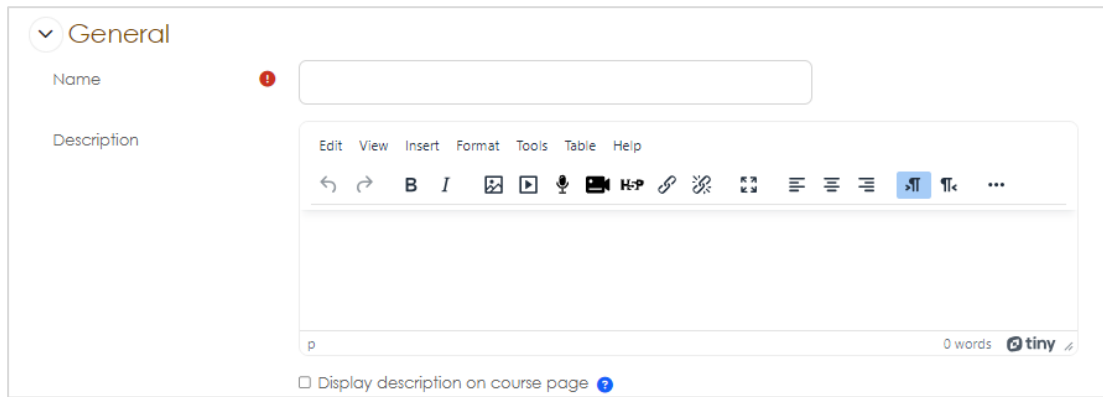 General
Name
Description
Edit View Insert Format Tools Table Help
B I H-P
p 0 words tiny
Display description on course page